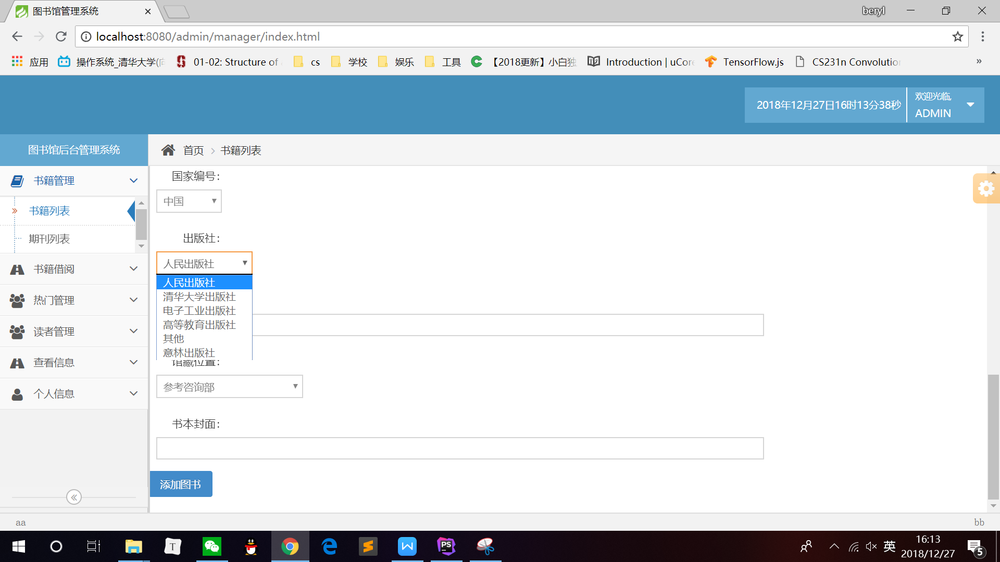 图书馆管理系统
beryl
localhost:8080/admin/manager/index.html
应用
操作系统_清华大学(向
01-02: Structure of
cs
学校
娱乐
工具
【2018更新】小白独
Introduction | uCore
TensorFlow.js
CS231n Convolution
»
2018年12月27日16时13分38秒
欢迎光临,
ADMIN
图书馆后台管理系统
首页
书籍列表
书籍管理
书籍列表
期刊列表
书籍借阅
热门管理
读者管理
查看信息
个人信息
国家编号：
中国
出版社：
人民出版社
人民出版社
清华大学出版社
电子工业出版社
高等教育出版社
其他
意林出版社
馆藏位置：
参考咨询部
书本封面：
添加图书
aa
bb
T
PS
英
16:13
2018/12/27
5